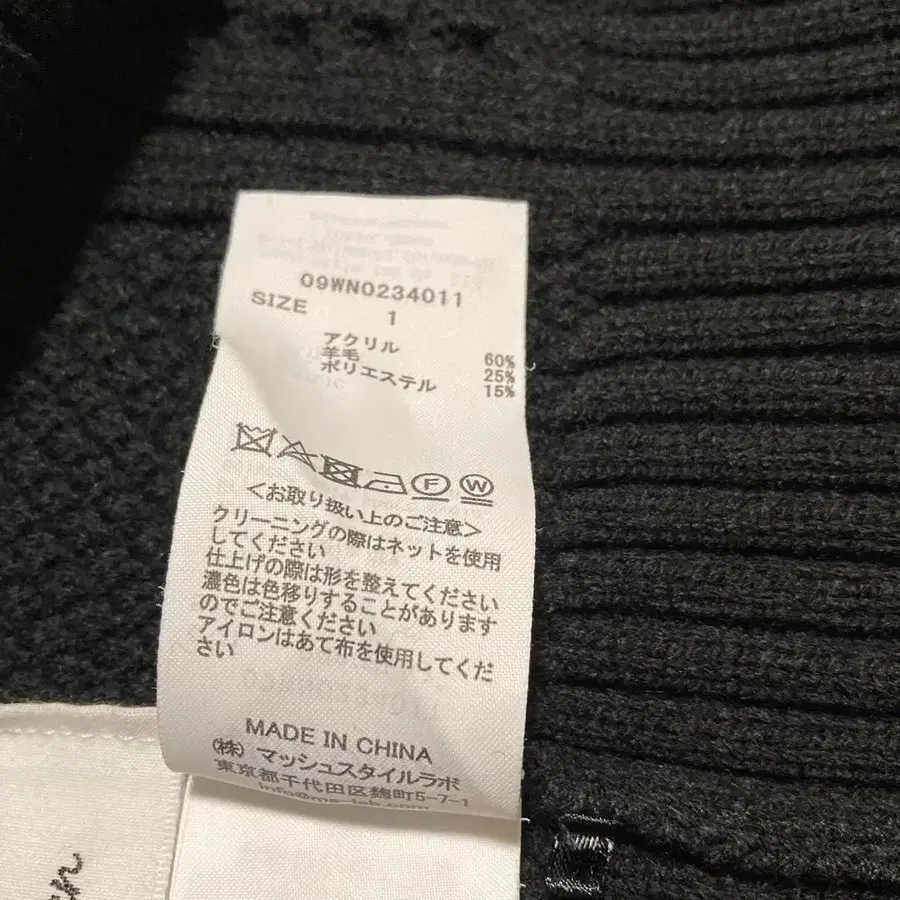 09WN0234011
SIZE 1
アクリル 60%
羊毛 25%
ポリエステル 15%
F W
<お取り扱い上のご注意>
クリーニングの際はネットを使用
してください
仕上げの際は形を整えてください
濃色は色移りすることがあります
のでご注意ください
アイロンはあて布を使用してくだ
さい
MADE IN CHINA
(株) マッシュスタイルラボ
東京都千代田区麹町5-7-1